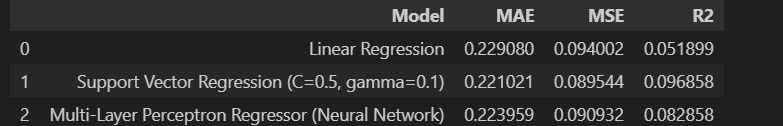 Model MAE MSE R2
0 Linear Regression 0.229080 0.094002 0.051899
1 Support Vector Regression (C=0.5, gamma=0.1) 0.221021 0.089544 0.096858
2 Multi-Layer Perceptron Regressor (Neural Network) 0.223959 0.090932 0.082858